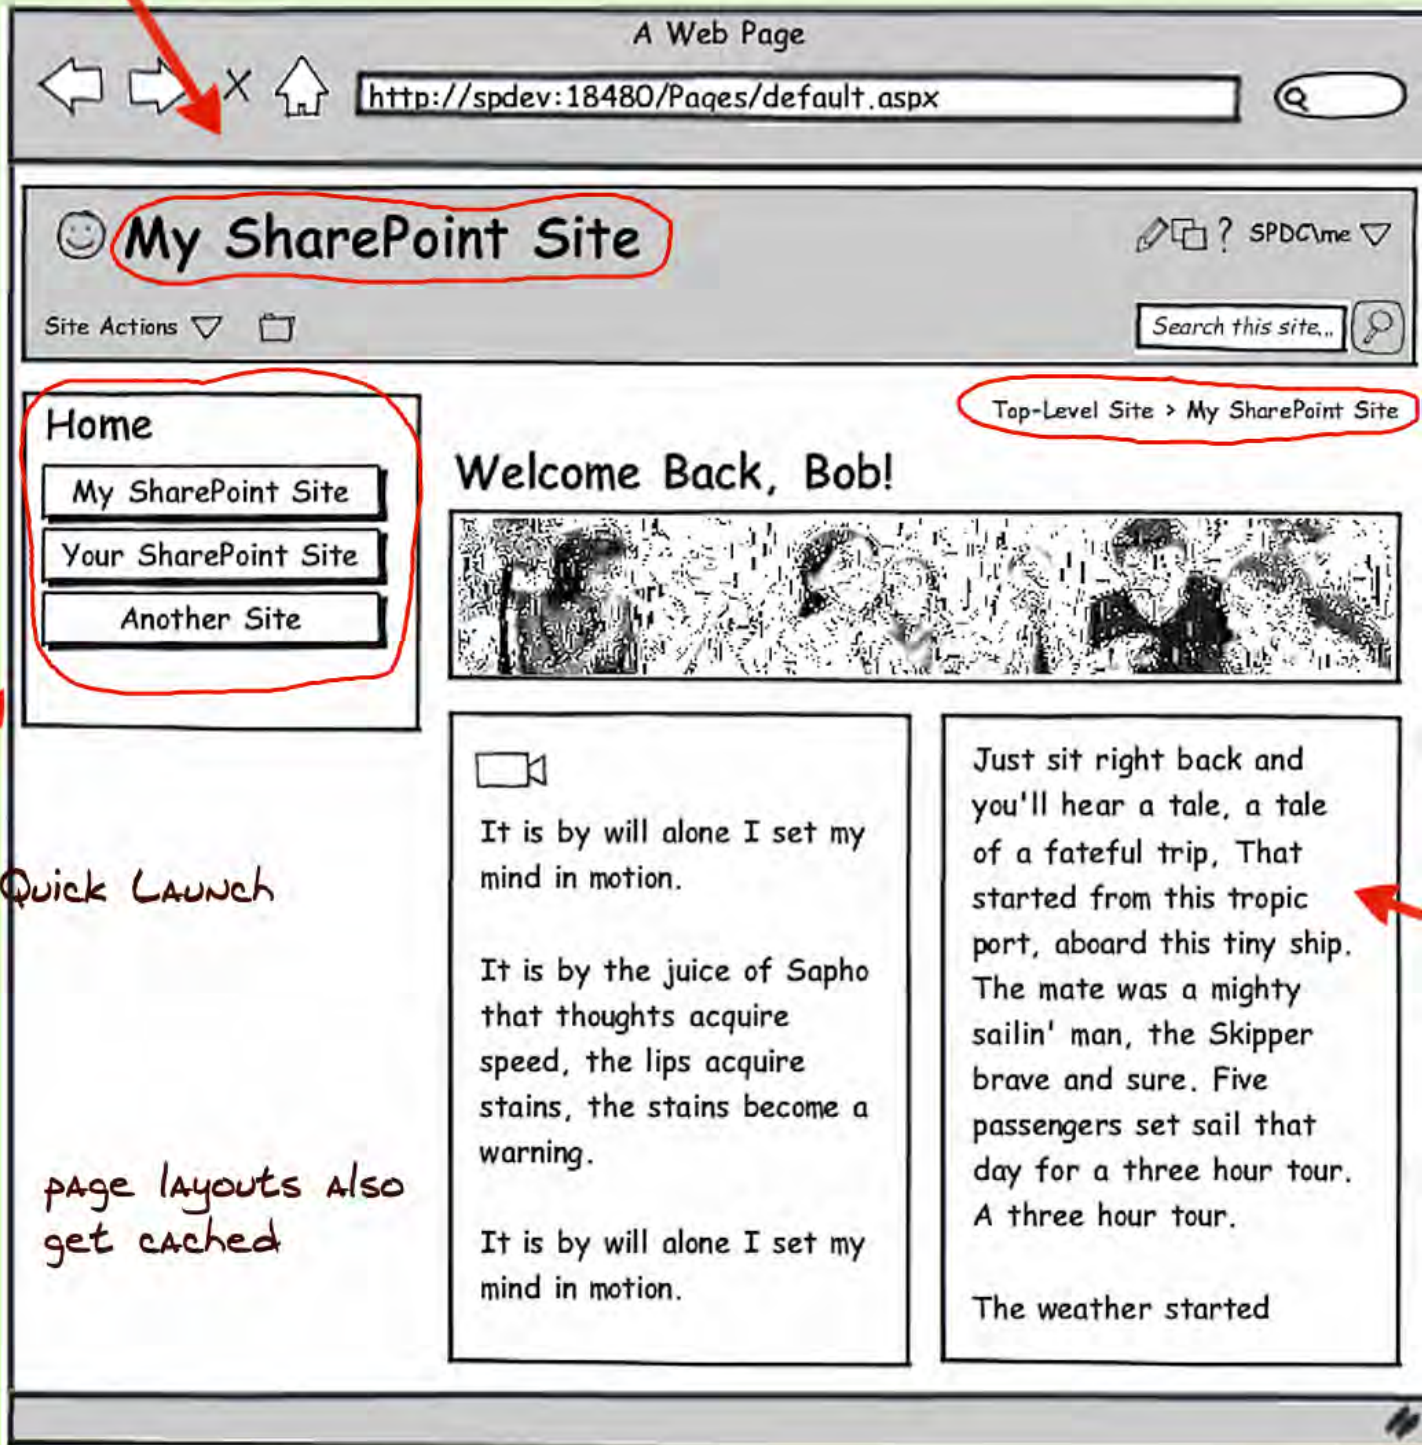 A Web Page
http://spdev:18480/Pages/default.aspx
My SharePoint Site
? SPDC\me
Site Actions
Search this site...
Top-Level Site > My SharePoint Site
Home
My SharePoint Site
Your SharePoint Site
Another Site
Welcome Back, Bob!
It is by will alone I set my
mind in motion.
It is by the juice of Sapho
that thoughts acquire
speed, the lips acquire
stains, the stains become a
warning.
It is by will alone I set my
mind in motion.
Just sit right back and
you'll hear a tale, a tale
of a fateful trip, That
started from this tropic
port, aboard this tiny ship.
The mate was a mighty
sailin' man, the Skipper
brave and sure. Five
passengers set sail that
day for a three hour tour.
A three hour tour.
The weather started
Quick Launch
page layouts also
get cached